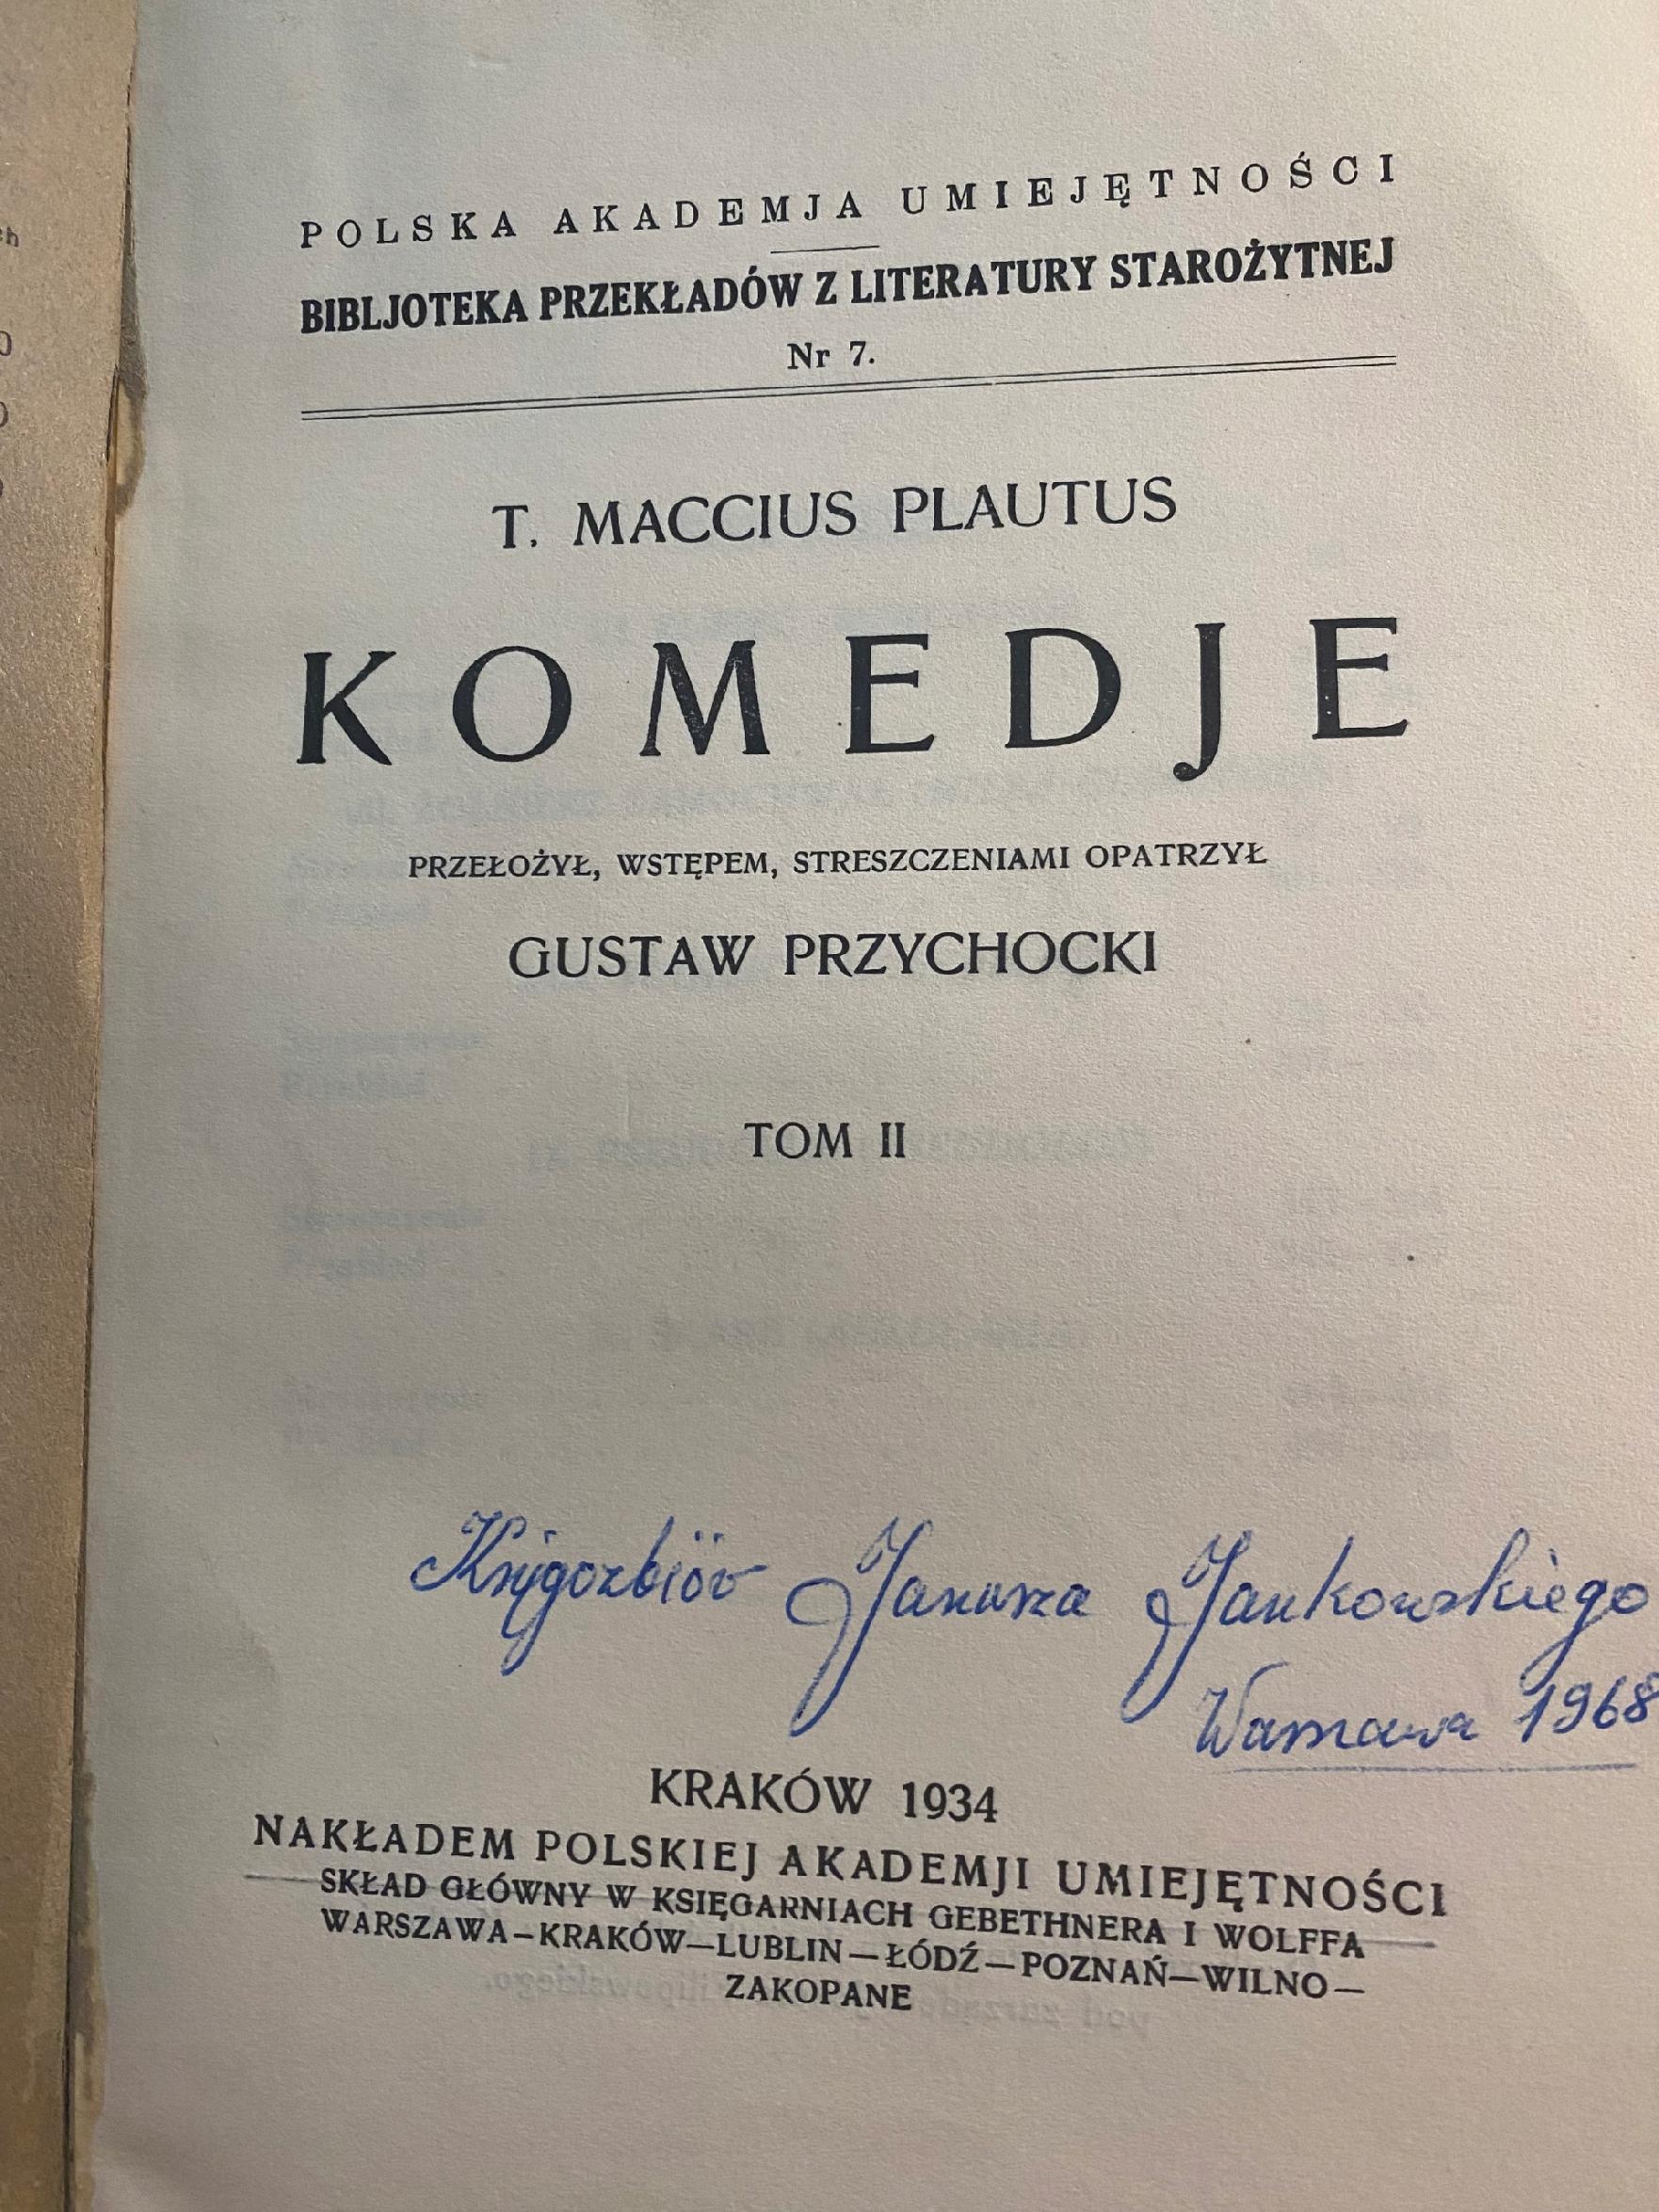 POLSKA AKADEMJA UMIEJĘTNOŚCI
BIBLJOTEKA PRZEKŁADÓW Z LITERATURY STAROŻYTNEJ
Nr 7.
T. MACCIUS PLAUTUS
KOMEDJE
PRZEŁOŻYŁ, WSTĘPEM, STRESZCZENIAMI OPATRZYŁ
GUSTAW PRZYCHOCKI
TOM II
Księgozbiór Janusza Jankowskiego
Warszawa 1968
KRAKÓW 1934
NAKŁADEM POLSKIEJ AKADEMJI UMIEJĘTNOŚCI
SKŁAD GŁÓWNY W KSIĘGARNIACH GEBETHNERA I WOLFFA
WARSZAWA—KRAKÓW—LUBLIN—ŁÓDŹ—POZNAŃ—WILNO—
ZAKOPANE